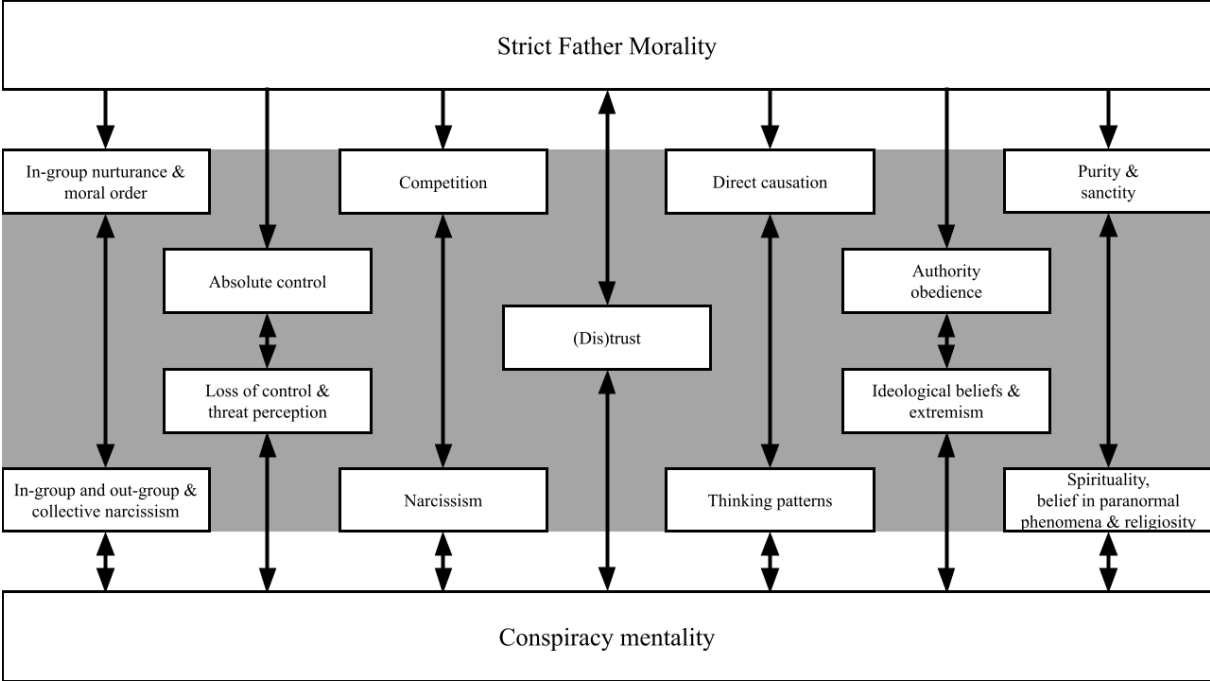 Strict Father Morality
In-group nurturance &
moral order
Competition
Direct causation
Purity &
sanctity
Absolute control
Authority
obedience
(Dis)trust
Loss of control &
threat perception
Ideological beliefs &
extremism
In-group and out-group &
collective narcissism
Narcissism
Thinking patterns
Spirituality,
belief in paranormal
phenomena & religiosity
Conspiracy mentality